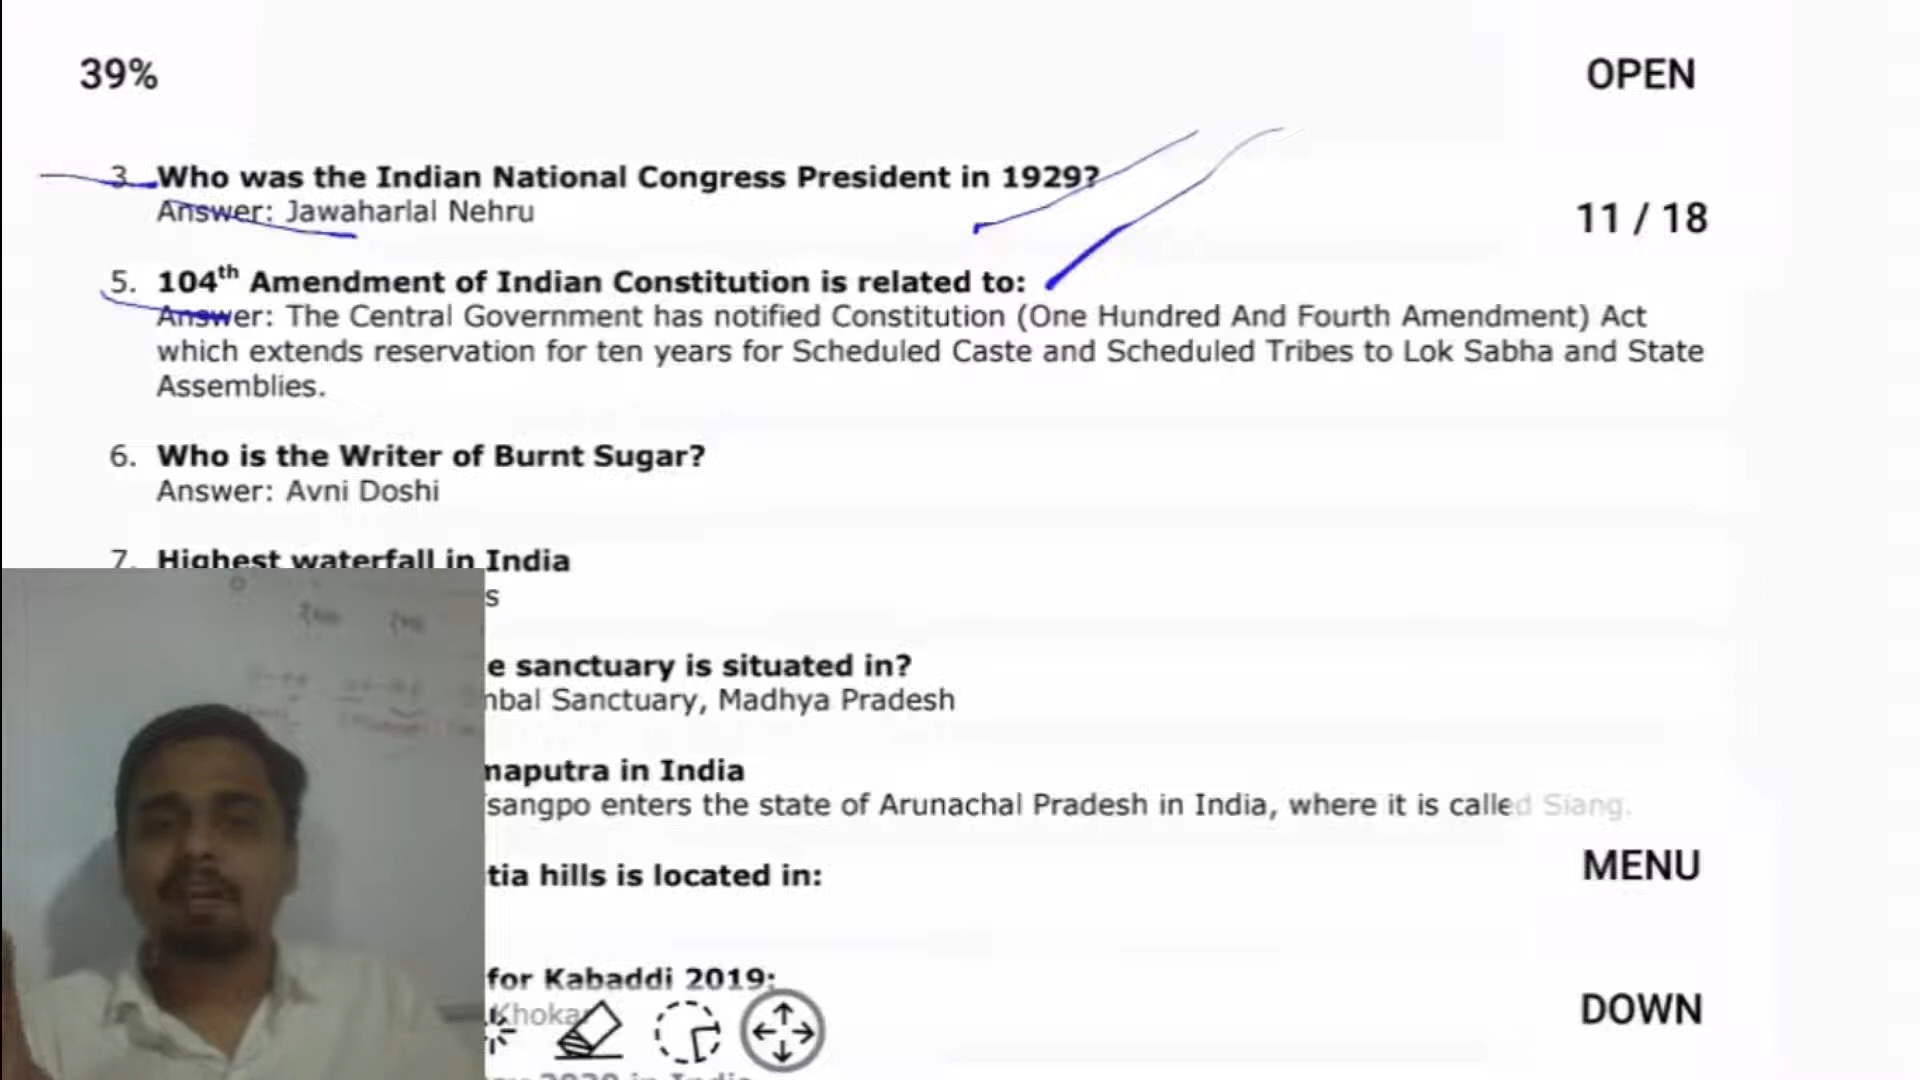 39%
OPEN
3. Who was the Indian National Congress President in 1929?
Answer: Jawaharlal Nehru
11 / 18
5. 104th Amendment of Indian Constitution is related to:
Answer: The Central Government has notified Constitution (One Hundred And Fourth Amendment) Act
which extends reservation for ten years for Scheduled Caste and Scheduled Tribes to Lok Sabha and State
Assemblies.
6. Who is the Writer of Burnt Sugar?
Answer: Avni Doshi
7. Highest waterfall in India
s
e sanctuary is situated in?
nbal Sanctuary, Madhya Pradesh
maputra in India
sangpo enters the state of Arunachal Pradesh in India, where it is called Siang.
tia hills is located in:
MENU
for Kabaddi 2019:
Khoka
DOWN
2020 in India